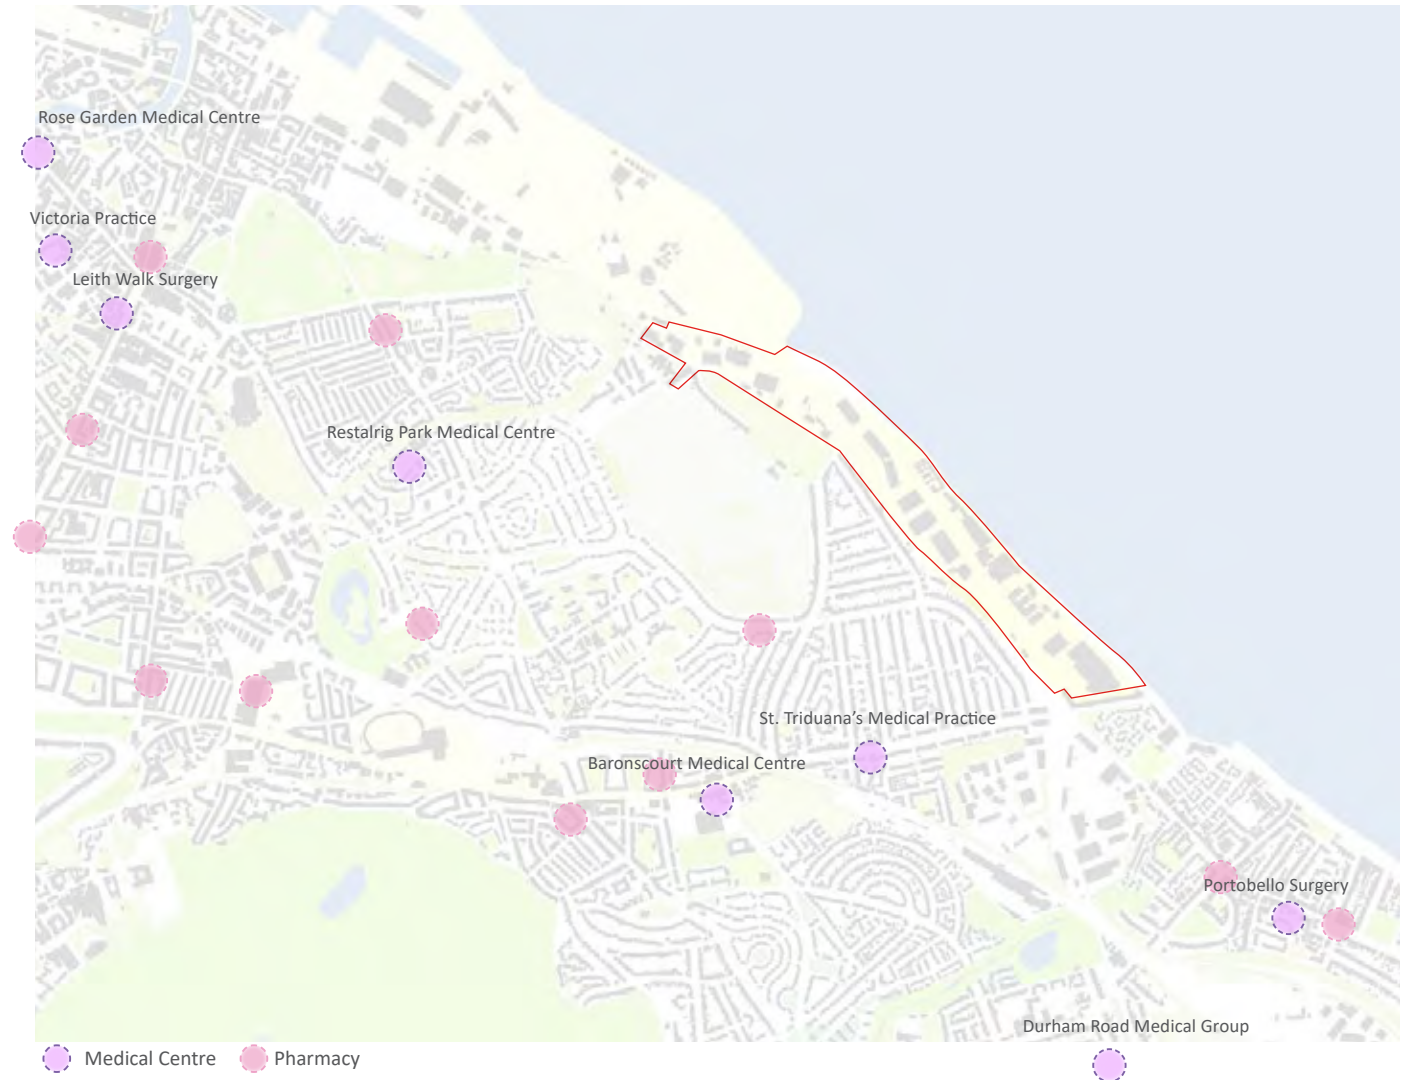 Rose Garden Medical Centre
Victoria Practice
Leith Walk Surgery
Restalrig Park Medical Centre
St. Triduana's Medical Practice
Baronscourt Medical Centre
Portobello Surgery
Durham Road Medical Group
Medical Centre
Pharmacy